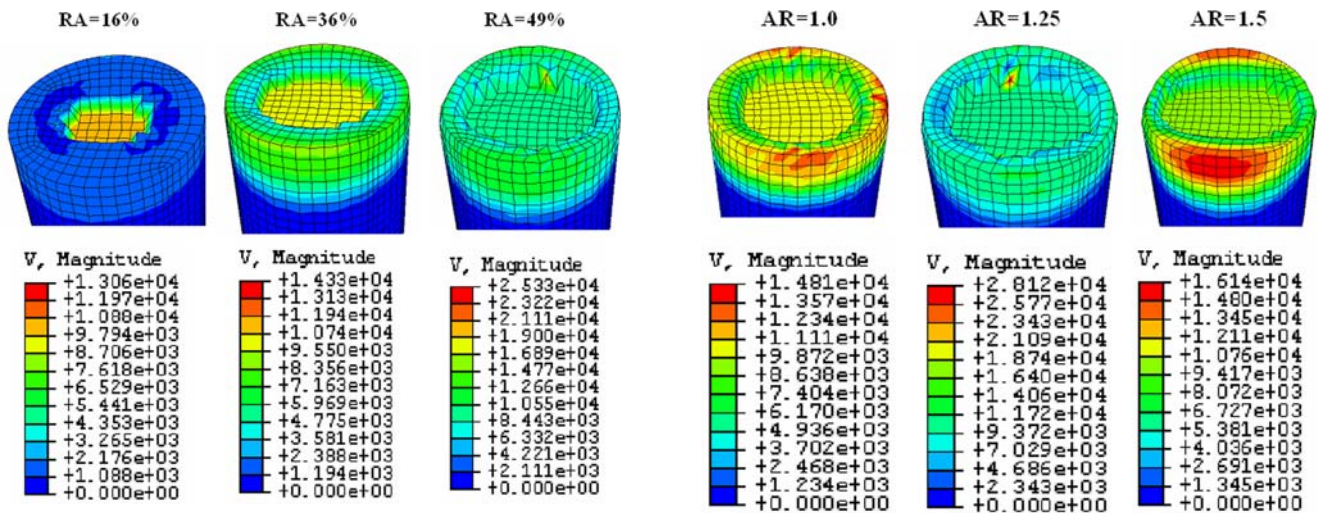 RA=16%
RA=36%
RA=49%
AR=1.0
AR=1.25
AR=1.5
V, Magnitude
+1.306e+04
+1.197e+04
+1.088e+04
+9.794e+03
+8.706e+03
+7.618e+03
+6.529e+03
+5.441e+03
+4.353e+03
+3.265e+03
+2.176e+03
+1.088e+03
+0.000e+00
V, Magnitude
+1.433e+04
+1.313e+04
+1.194e+04
+1.074e+04
+9.550e+03
+8.356e+03
+7.163e+03
+5.969e+03
+4.775e+03
+3.581e+03
+2.388e+03
+1.194e+03
+0.000e+00
V, Magnitude
+2.533e+04
+2.322e+04
+2.111e+04
+1.900e+04
+1.689e+04
+1.477e+04
+1.266e+04
+1.055e+04
+8.443e+03
+6.332e+03
+4.221e+03
+2.111e+03
+0.000e+00
V, Magnitude
+1.481e+04
+1.357e+04
+1.234e+04
+1.111e+04
+9.872e+03
+8.638e+03
+7.404e+03
+6.170e+03
+4.936e+03
+3.702e+03
+2.468e+03
+1.234e+03
+0.000e+00
V, Magnitude
+2.812e+04
+2.577e+04
+2.343e+04
+2.109e+04
+1.874e+04
+1.640e+04
+1.406e+04
+1.172e+04
+9.372e+03
+7.029e+03
+4.686e+03
+2.343e+03
+0.000e+00
V, Magnitude
+1.614e+04
+1.480e+04
+1.345e+04
+1.211e+04
+1.076e+04
+9.417e+03
+8.072e+03
+6.727e+03
+5.381e+03
+4.036e+03
+2.691e+03
+1.345e+03
+0.000e+00